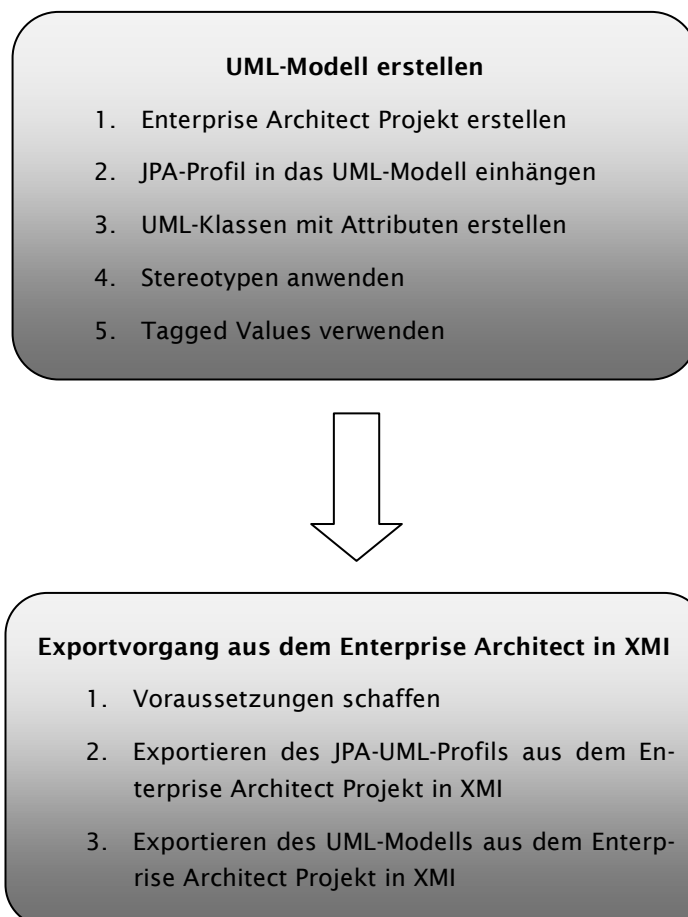 UML-Modell erstellen
1. Enterprise Architect Projekt erstellen
2. JPA-Profil in das UML-Modell einhängen
3. UML-Klassen mit Attributen erstellen
4. Stereotypen anwenden
5. Tagged Values verwenden
Exportvorgang aus dem Enterprise Architect in XMI
1. Voraussetzungen schaffen
2. Exportieren des JPA-UML-Profils aus dem En-
terprise Architect Projekt in XMI
3. Exportieren des UML-Modells aus dem Enterp-
rise Architect Projekt in XMI